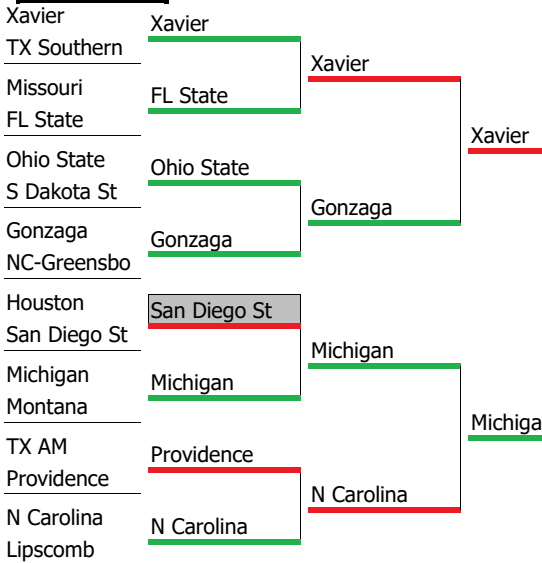 Xavier
TX Southern
Missouri
FL State
Ohio State
S Dakota St
Gonzaga
NC-Greensbo
Houston
San Diego St
Michigan
Montana
TX AM
Providence
N Carolina
Lipscomb
Xavier
FL State
Ohio State
Gonzaga
San Diego St
Michigan
Providence
N Carolina
Xavier
Gonzaga
Michigan
N Carolina
Xavier
Michiga